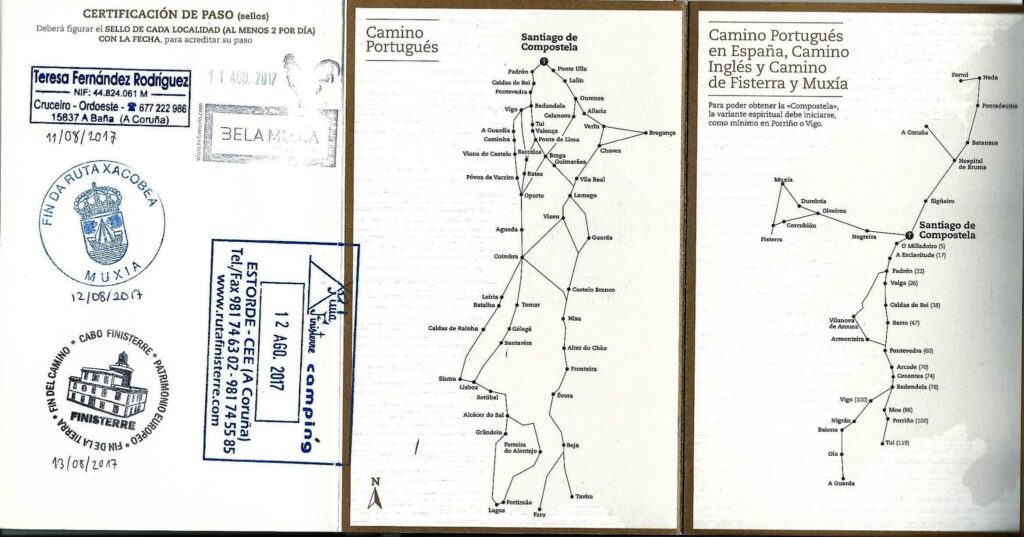 CERTIFICACIÓN DE PASO (sellos)
Deberá figurar el SELLO DE CADA LOCALIDAD (AL MENOS 2 POR DÍA)
CON LA FECHA, para acreditar su paso
Teresa Fernández Rodríguez
NIF: 44.824.061 M
Cruceiro - Ordoeste - ☎ 677 222 986
15837 A Baña (A Coruña)
11/08/2017
11 AGO. 2017
BELA MUXIA
FIN DA RUTA XACOBEA
MUXIA
12/08/2017
FIN DEL CAMINO • CABO FINISTERRE • PATRIMONIO EUROPEO • FIN DE LA TIERRA •
FINISTERRE
13/08/2017
Ruta
Finisterre
camping
12 AGO. 2017
ESTORDE - CEE (A Coruña)
Tel./Fax 981 74 63 02 - 981 74 55 85
www.rutafinisterre.com
Camino
Portugués
Santiago de
Compostela
Padrón
Ponte Ulla
Caldas de Rei
Lalín
Pontevedra
Ourense
Vigo
Redondela
Allariz
Celanova
A Guardia
Tui
Verín
Valença
Bragança
Caminha
Ponte de Lima
Chaves
Viana do Castelo
Barcelos
Braga
Guimarães
Póvoa de Varzim
Rates
Vila Real
Oporto
Lamego
Viseu
Agueda
Guarda
Coimbra
Castelo Branco
Leiria
Batalha
Tomar
Nisa
Caldas de Rainha
Gólegã
Santarém
Alter do Chão
Fronteira
Sintra
Lisboa
Setúbal
Évora
Alcácer do Sal
Grândola
Ferreira
do Alentejo
Beja
Portimão
Lagos
Tavira
Faro
N
Camino Portugués
en España, Camino
Inglés y Camino
de Fisterra y Muxía
Para poder obtener la «Compostela»,
la variante espiritual debe iniciarse,
como mínimo en Porriño o Vigo.
Ferrol
Neda
Pontedeume
A Coruña
Betanzos
Hospital
de Bruma
Muxía
Dumbría
Olveiroa
Sigüeiro
Corcubión
Fisterra
Negreira
Santiago de
Compostela
O Milladoiro (5)
A Esclavitude (17)
Padrón (22)
Valga (26)
Caldas de Rei (38)
Vilanova
de Arousa
Barro (47)
Armenteira
Pontevedra (60)
Arcade (70)
Cesantes (74)
Redondela (78)
Vigo (100)
Mos (88)
Nigrán
Porriño (100)
Baiona
Tui (119)
Oia
A Guarda